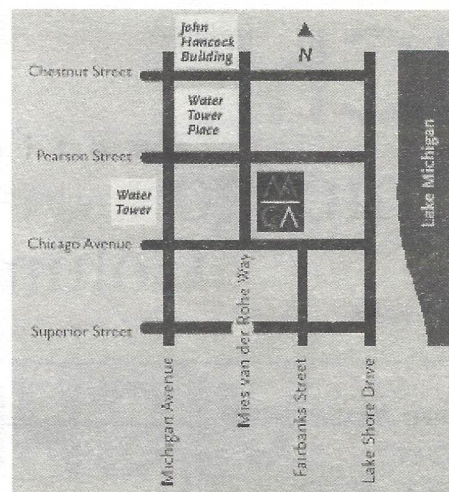 John
Hancock
Building
N
Chestnut Street
Water
Tower
Place
Pearson Street
Water
Tower
M
CA
Lake Michigan
Chicago Avenue
Superior Street
Michigan Avenue
Mies van der Rohe Way
Fairbanks Street
Lake Shore Drive